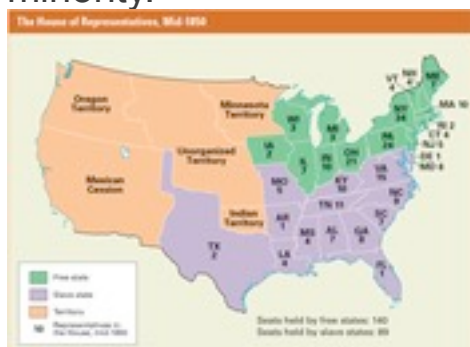 minority.
The House of Representatives, Mid-1850
Oregon
Territory
Minnesota
Territory
Unorganized
Territory
Mexican
Cession
Indian
Territory
VT
4
NH
4
ME
7
MA 10
NY
34
RI 2
CT 4
NJ 5
PA
24
DE 1
MD 6
WI
3
MI
3
IA
2
IL
7
IN
10
OH
21
MO
5
KY
10
VA
15
NC
9
TN 11
SC
7
AR
1
MS
4
AL
7
GA
8
LA
4
TX
2
FL
1
Free state
Slave state
Territory
10
Representatives in
the House, mid-1850
Seats held by free states: 140
Seats held by slave states: 89